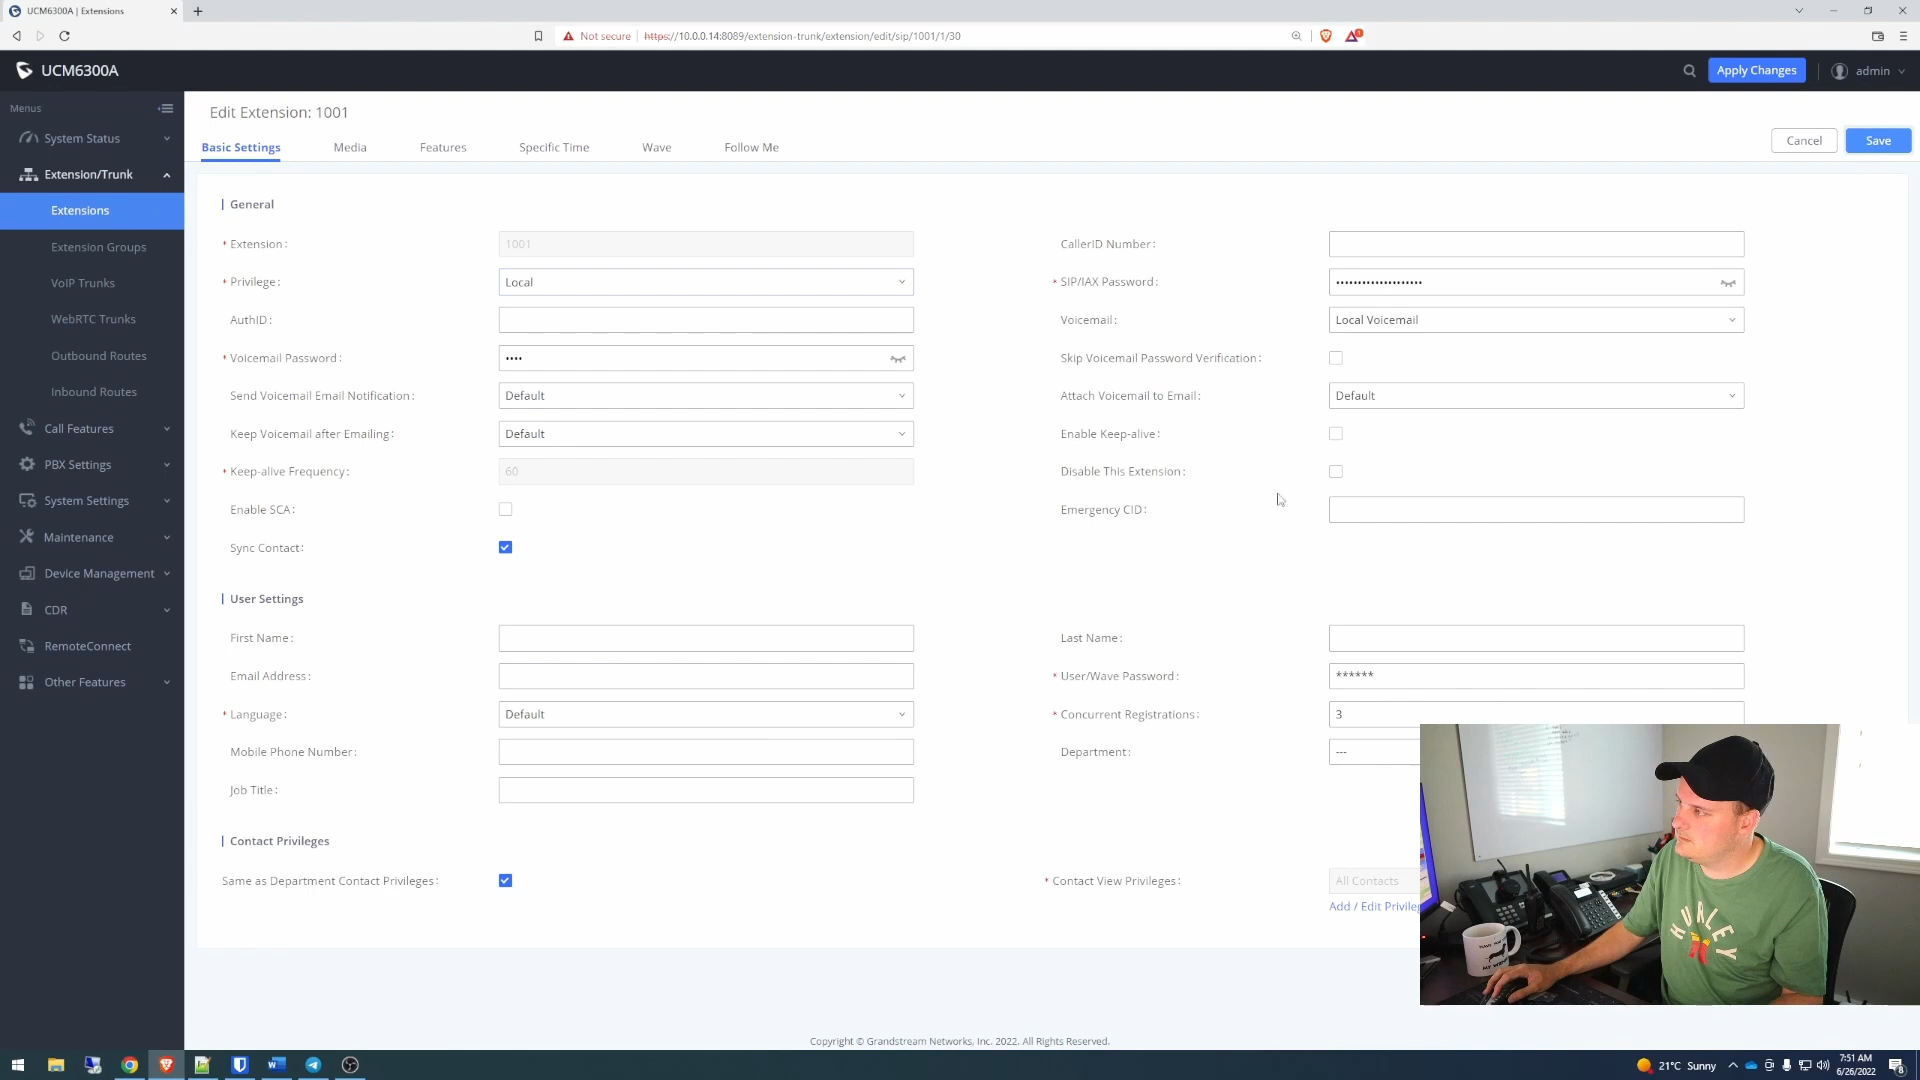 UCM6300A | Extensions
Not secure
https://10.0.0.14:8089/extension-trunk/extension/edit/sip/1001/1/30
UCM6300A
Apply Changes
admin
Menus
System Status
Extension/Trunk
Extensions
Extension Groups
VoIP Trunks
WebRTC Trunks
Outbound Routes
Inbound Routes
Call Features
PBX Settings
System Settings
Maintenance
Device Management
CDR
RemoteConnect
Other Features
Edit Extension: 1001
Basic Settings Media Features Specific Time Wave Follow Me
Cancel Save
General
* Extension: 1001 CallerID Number:
* Privilege: Local * SIP/IAX Password: ••••••••••••••••••••
AuthID: Voicemail: Local Voicemail
* Voicemail Password: •••• Skip Voicemail Password Verification:
Send Voicemail Email Notification: Default Attach Voicemail to Email: Default
Keep Voicemail after Emailing: Default Enable Keep-alive:
* Keep-alive Frequency: 60 Disable This Extension:
Enable SCA: Emergency CID:
Sync Contact:
User Settings
First Name: Last Name:
Email Address: * User/Wave Password: ******
* Language: Default * Concurrent Registrations: 3
Mobile Phone Number: Department: ---
Job Title:
Contact Privileges
Same as Department Contact Privileges: * Contact View Privileges: All Contacts
Add / Edit Privileg
HURLEY
Copyright © Grandstream Networks, Inc. 2022. All Rights Reserved.
21°C Sunny
7:51 AM
6/26/2022
8